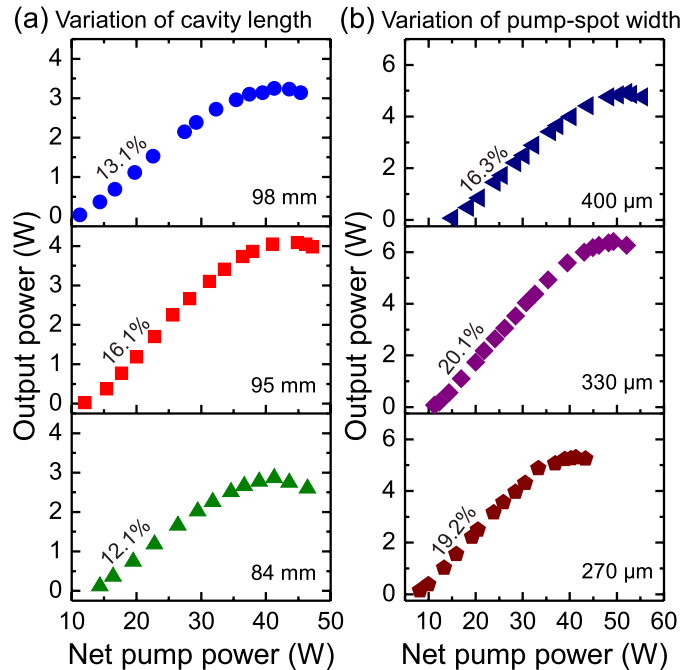 (a) Variation of cavity length
(b) Variation of pump-spot width
4
3
2
1
0
13.1%
98 mm
4
3
2
1
0
16.1%
95 mm
4
3
2
1
0
12.1%
84 mm
Output power (W)
10 20 30 40 50
Net pump power (W)
6
4
2
0
16.3%
400 µm
6
4
2
0
20.1%
330 µm
6
4
2
0
19.2%
270 µm
Output power (W)
10 20 30 40 50 60
Net pump power (W)